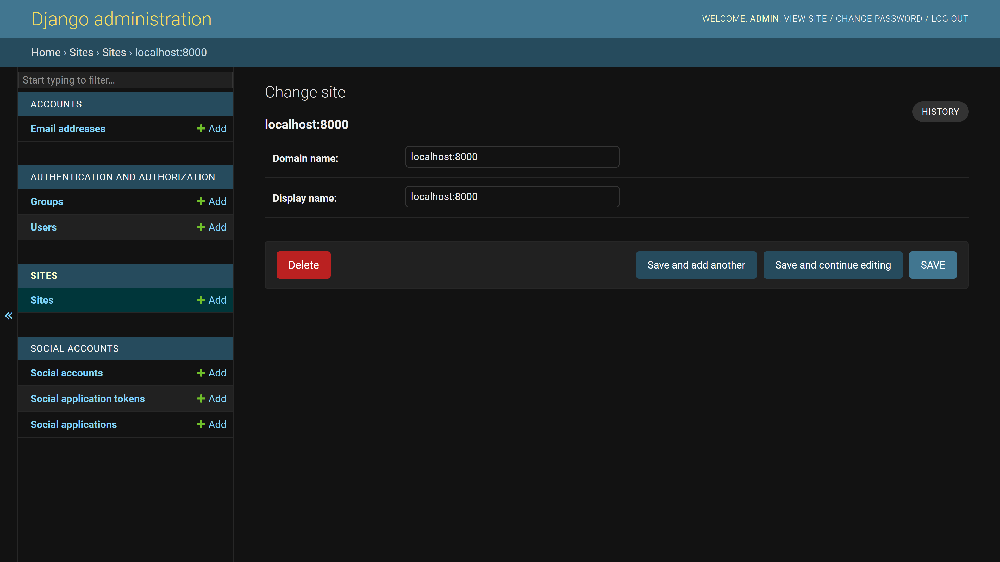 Django administration
WELCOME, ADMIN. VIEW SITE / CHANGE PASSWORD / LOG OUT
Home › Sites › Sites › localhost:8000
Start typing to filter...
ACCOUNTS
Email addresses Add
AUTHENTICATION AND AUTHORIZATION
Groups Add
Users Add
SITES
Sites Add
«
SOCIAL ACCOUNTS
Social accounts Add
Social application tokens Add
Social applications Add
Change site
HISTORY
localhost:8000
Domain name: localhost:8000
Display name: localhost:8000
Delete Save and add another Save and continue editing SAVE